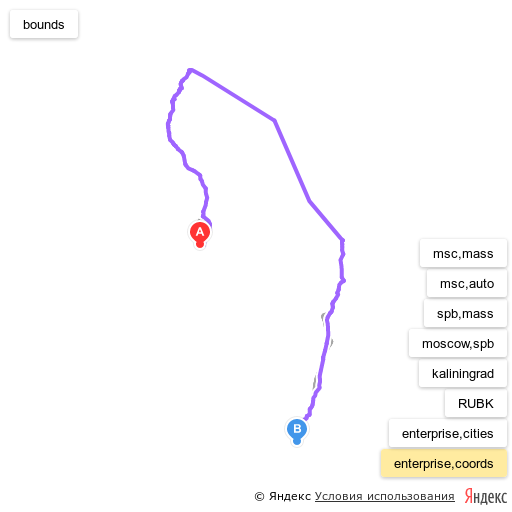 bounds
A
msc,mass
msc,auto
spb,mass
moscow,spb
kaliningrad
RUBK
B
enterprise,cities
enterprise,coords
© Яндекс Условия использования Яндекс